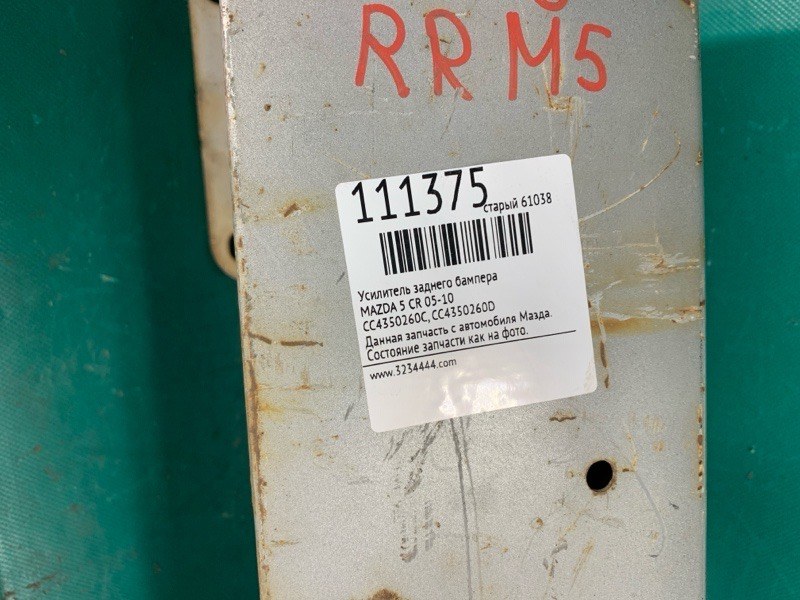 RR M5
111375
старый 61038
Усилитель заднего бампера
MAZDA 5 CR 05-10
CC4350260C, CC4350260D
Данная запчасть с автомобиля Мазда.
Состояние запчасти как на фото.
www.3234444.com